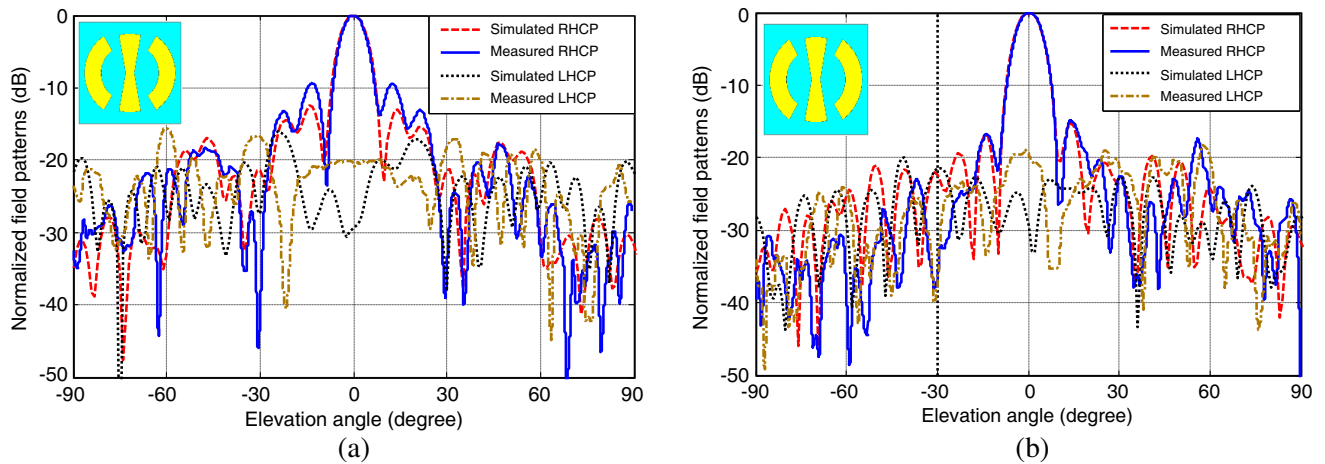 0
-10
-20
-30
-40
-50
Normalized field patterns (dB)
Simulated RHCP
Measured RHCP
Simulated LHCP
Measured LHCP
-90
-60
-30
0
30
60
90
Elevation angle (degree)
(a)
0
-10
-20
-30
-40
-50
Normalized field patterns (dB)
Simulated RHCP
Measured RHCP
Simulated LHCP
Measured LHCP
-90
-60
-30
0
30
60
90
Elevation angle (degree)
(b)